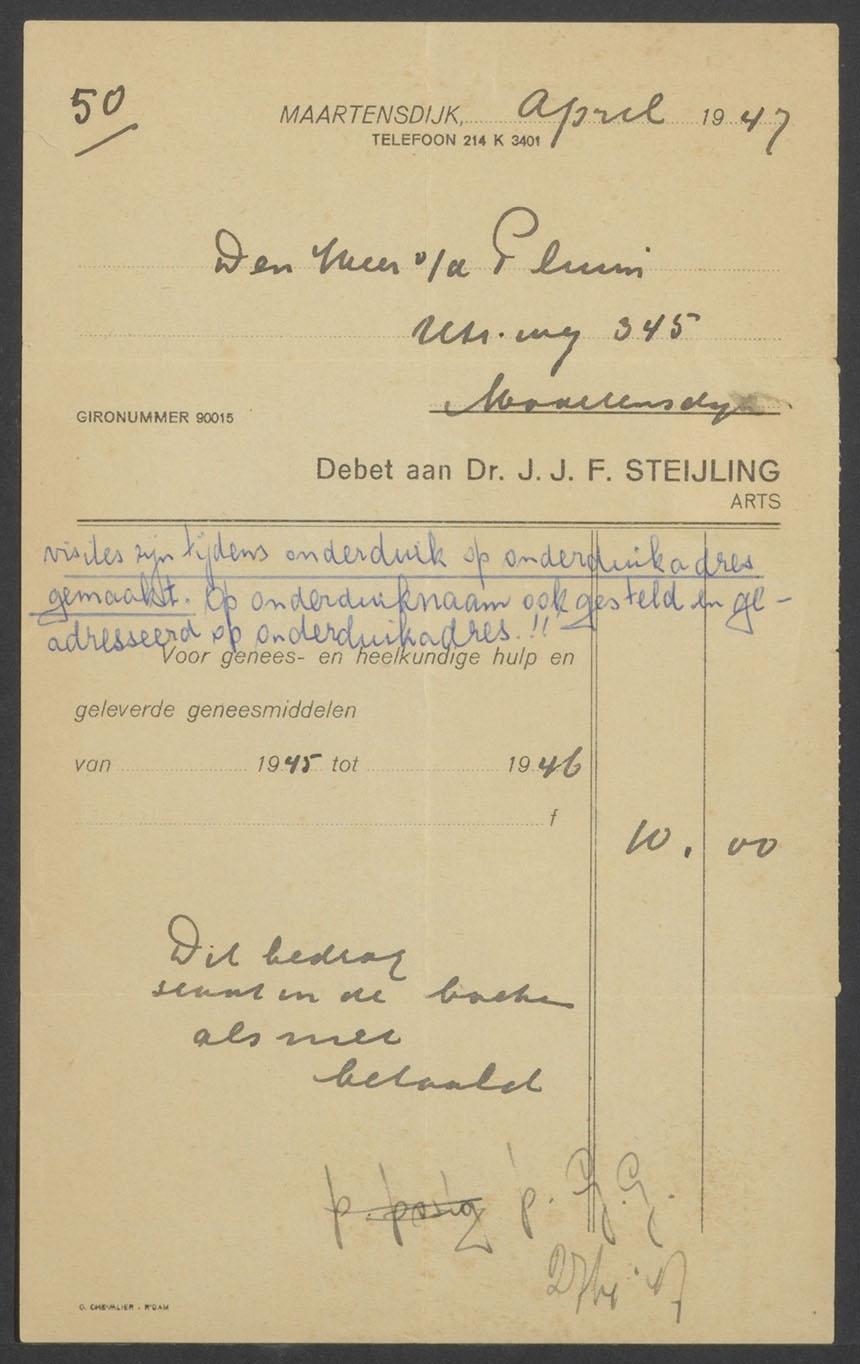 50
MAARTENSDIJK, April 1947
TELEFOON 214 K 3401
Den Heer v/d Pluim
Utr. weg 345
Maartensdijk
GIRONUMMER 90015
Debet aan Dr. J. J. F. STEIJLING
ARTS
visites zijn tijdens onderduik op onderduikadres
gemaakt. Op onderduiknaam ook gesteld en ge-
adresseerd op onderduikadres.!!
Voor genees- en heelkundige hulp en
geleverde geneesmiddelen
van 1945 tot 1946
f 10.00
Dit bedrag
staat in de boeken
als niet
betaald
p. postg p. G.
27/4 '47
G. CHEVALIER - R'DAM